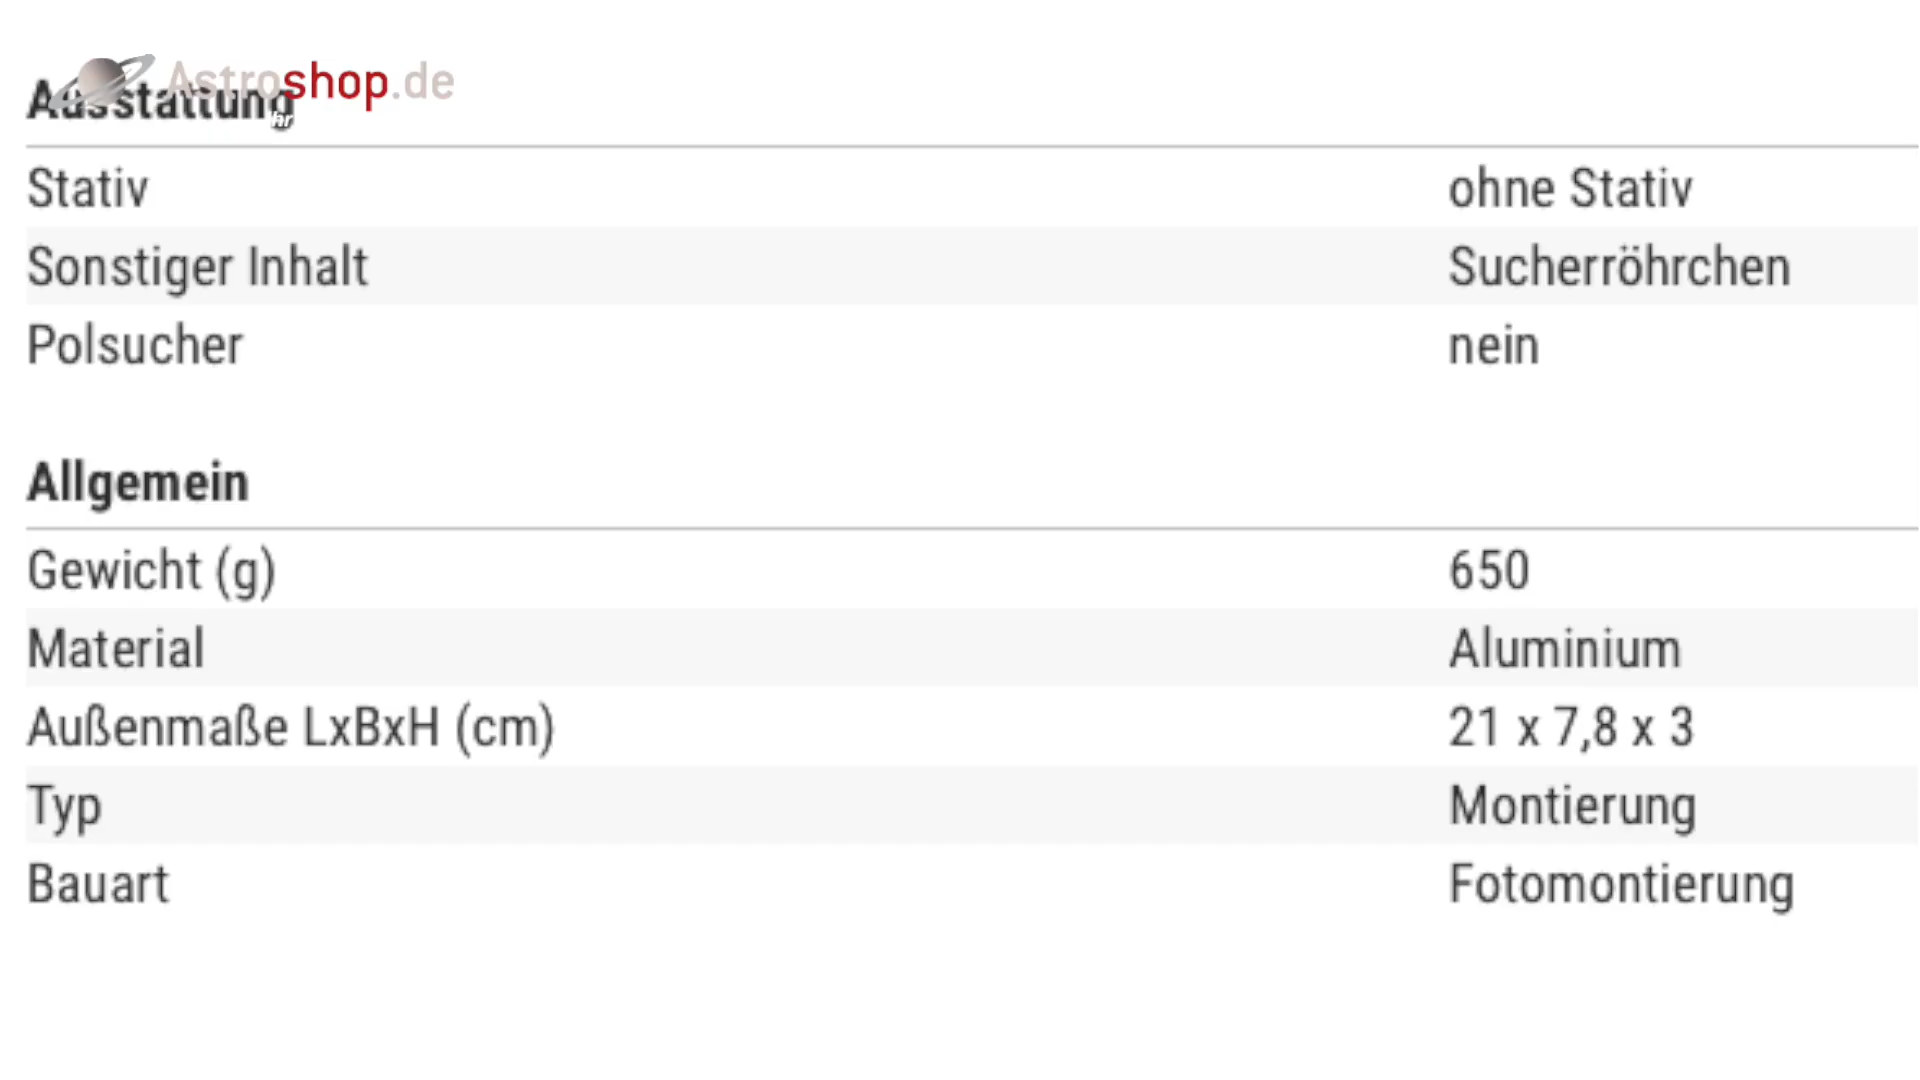 Astroshop.de
Ausstattung
hr
Stativ ohne Stativ
Sonstiger Inhalt Sucherröhrchen
Polsucher nein
Allgemein
Gewicht (g) 650
Material Aluminium
Außenmaße LxBxH (cm) 21 x 7,8 x 3
Typ Montierung
Bauart Fotomontierung